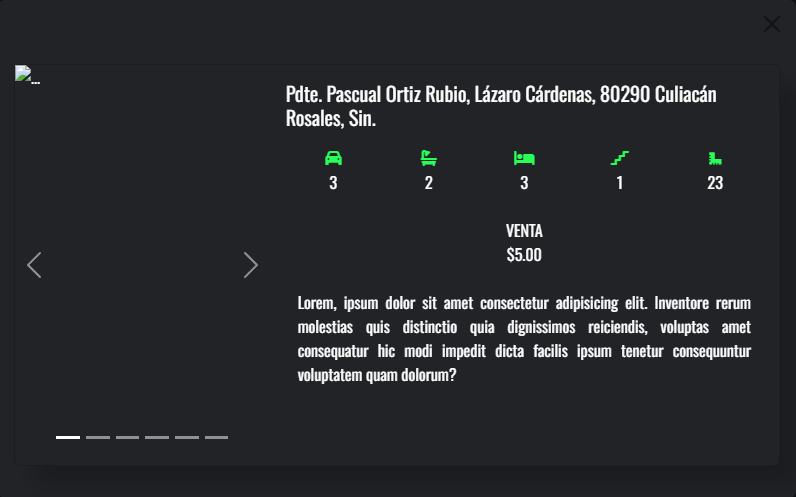 ...
Pdte. Pascual Ortiz Rubio, Lázaro Cárdenas, 80290 Culiacán
Rosales, Sin.
3 2 3 1 23
VENTA
$5.00
Lorem, ipsum dolor sit amet consectetur adipisicing elit. Inventore rerum
molestias quis distinctio quia dignissimos reiciendis, voluptas amet
consequatur hic modi impedit dicta facilis ipsum tenetur consequuntur
voluptatem quam dolorum?